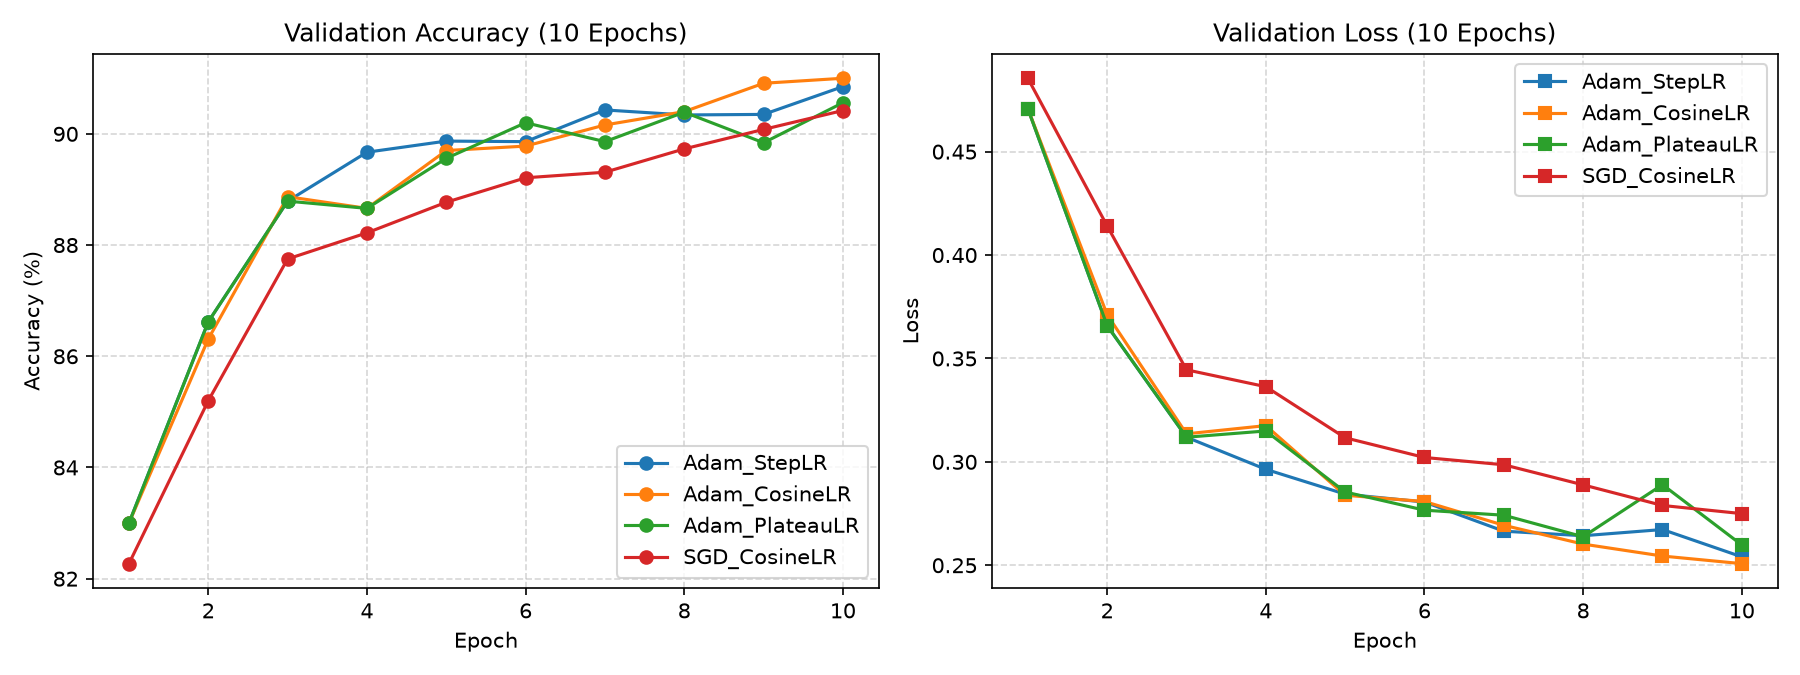 Validation Accuracy (10 Epochs)
Accuracy (%)
90
88
86
84
82
2 4 6 8 10
Epoch
Adam_StepLR
Adam_CosineLR
Adam_PlateauLR
SGD_CosineLR
Validation Loss (10 Epochs)
Loss
0.45
0.40
0.35
0.30
0.25
2 4 6 8 10
Epoch
Adam_StepLR
Adam_CosineLR
Adam_PlateauLR
SGD_CosineLR